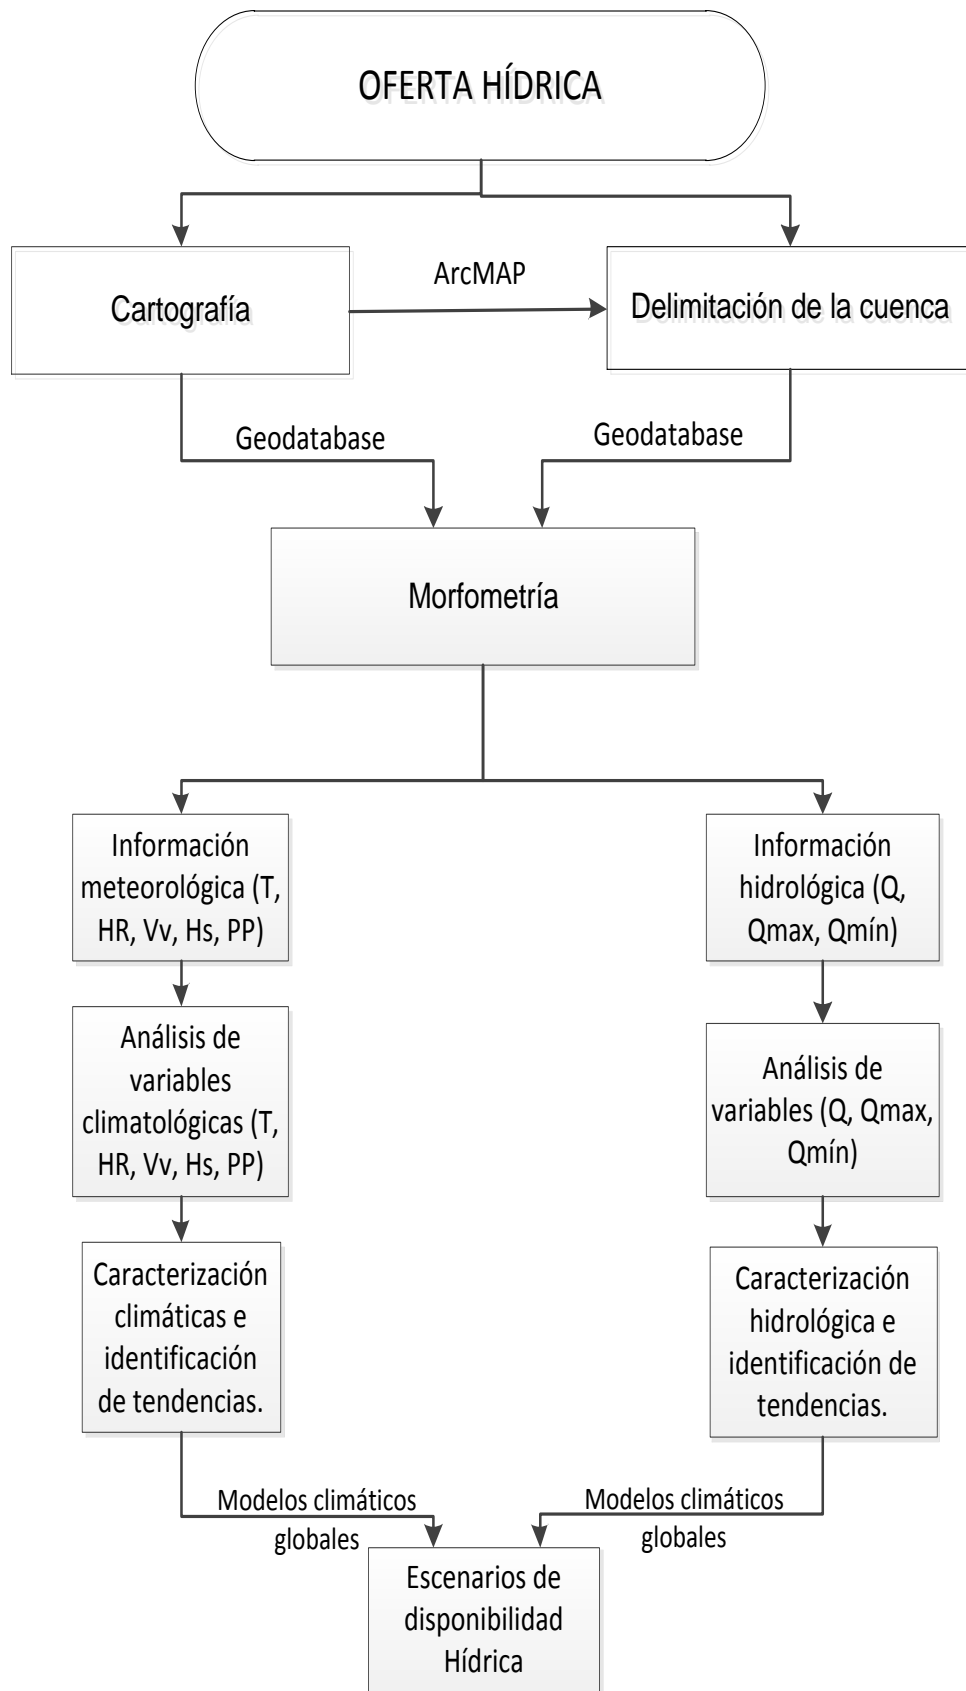 OFERTA HÍDRICA
ArcMAP
Cartografía
Delimitación de la cuenca
Geodatabase
Geodatabase
Morfometría
Información
meteorológica (T,
HR, Vv, Hs, PP)
Información
hidrológica (Q,
Qmax, Qmín)
Análisis de
variables
climatológicas (T,
HR, Vv, Hs, PP)
Análisis de
variables (Q, Qmax,
Qmín)
Caracterización
climáticas e
identificación
de tendencias.
Caracterización
hidrológica e
identificación de
tendencias.
Modelos climáticos
globales
Modelos climáticos
globales
Escenarios de
disponibilidad
Hídrica